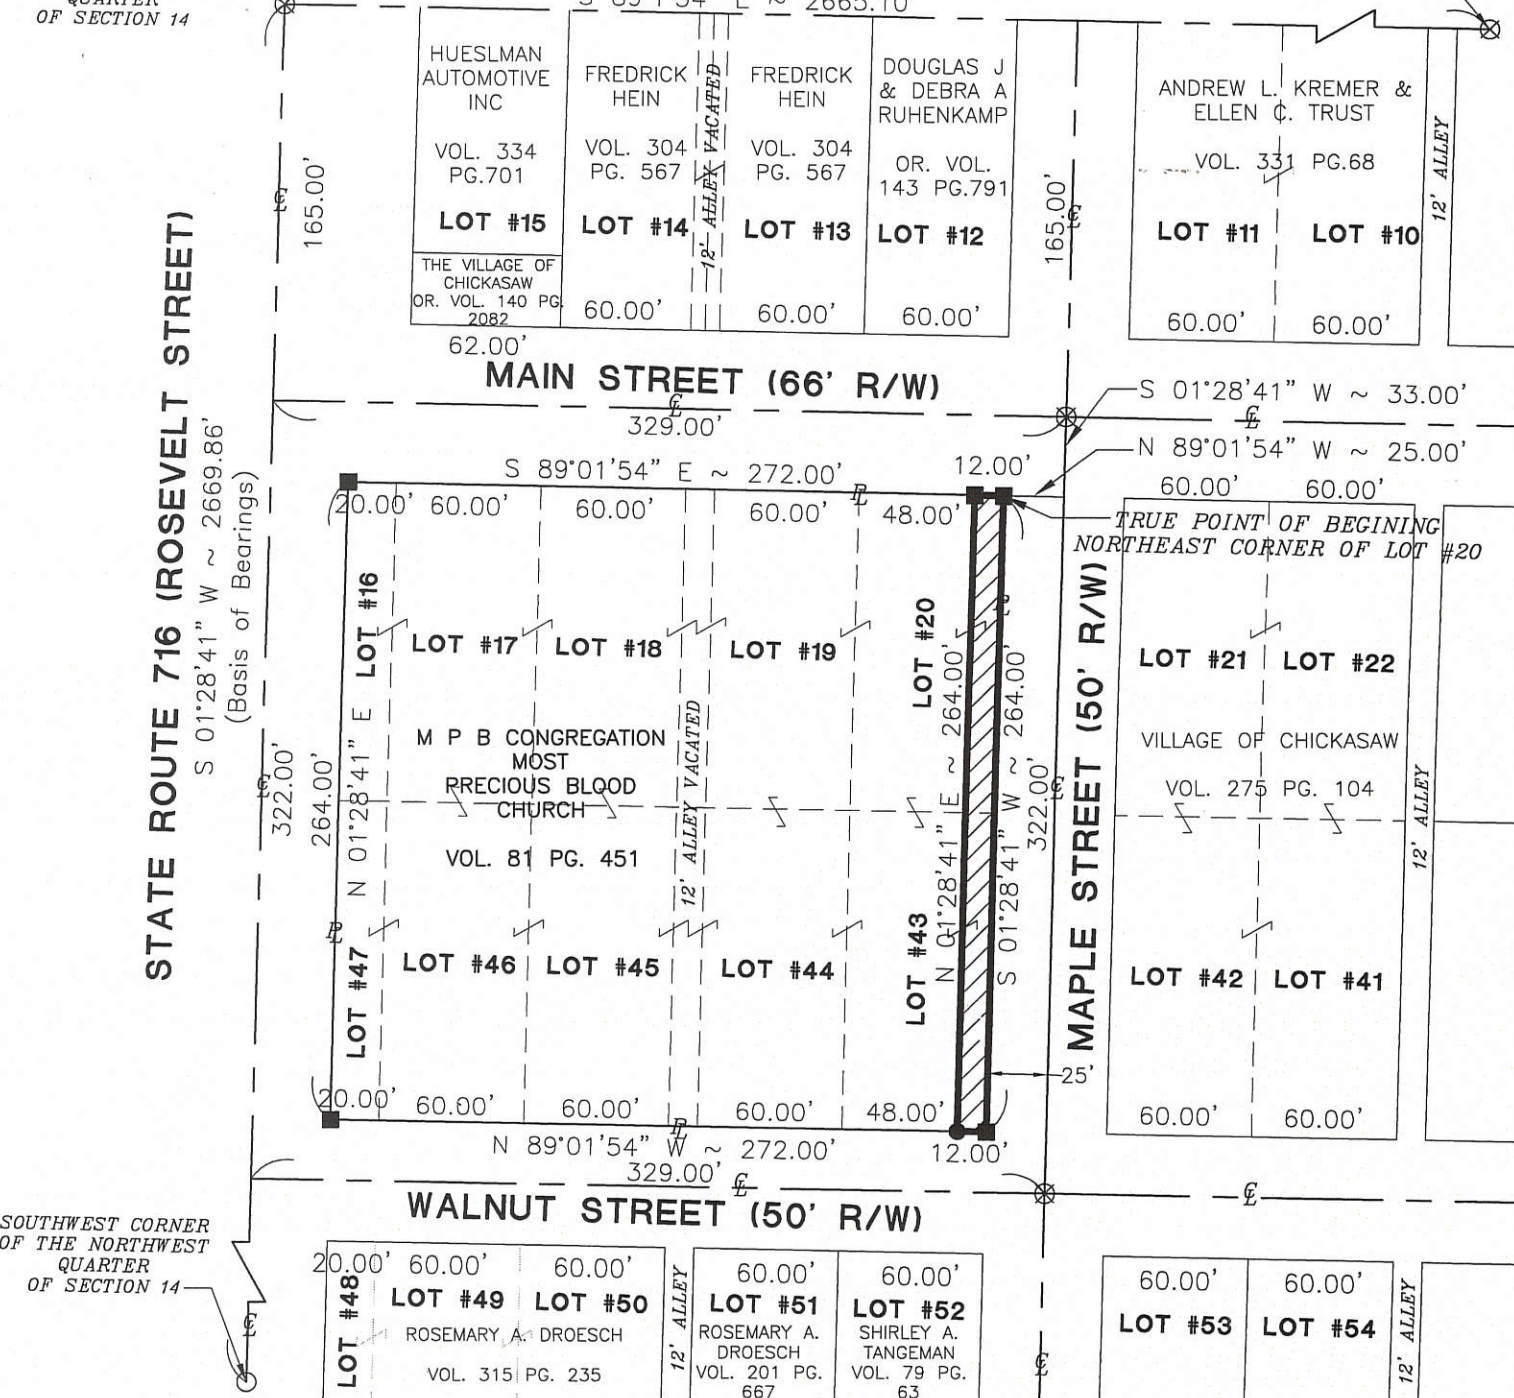 QUARTER
OF SECTION 14
HUESLMAN
AUTOMOTIVE
INC
VOL. 334
PG.701
LOT #15
THE VILLAGE OF
CHICKASAW
OR. VOL. 140 PG.
2082
62.00'
FREDRICK
HEIN
VOL. 304
PG. 567
LOT #14
60.00'
12' ALLEY VACATED
FREDRICK
HEIN
VOL. 304
PG. 567
LOT #13
60.00'
DOUGLAS J
& DEBRA A
RUHENKAMP
OR. VOL.
143 PG.791
LOT #12
60.00'
165.00'
165.00'
ANDREW L. KREMER &
ELLEN C. TRUST
VOL. 331 PG.68
LOT #11
LOT #10
60.00'
60.00'
12' ALLEY
STATE ROUTE 716 (ROSEVELT STREET)
S 01°28'41" W ~ 2669.86'
(Basis of Bearings)
MAIN STREET (66' R/W)
329.00'
S 01°28'41" W ~ 33.00'
N 89°01'54" W ~ 25.00'
S 89°01'54" E ~ 272.00'
12.00'
20.00'
60.00'
60.00'
60.00'
48.00'
60.00'
60.00'
TRUE POINT OF BEGINING
NORTHEAST CORNER OF LOT #20
LOT #16
LOT #17
LOT #18
LOT #19
LOT #20
LOT #21
LOT #22
M P B CONGREGATION
MOST
PRECIOUS BLOOD
CHURCH
VOL. 81 PG. 451
12' ALLEY VACATED
322.00'
264.00'
N 01°28'41" E
N 01°28'41" E ~ 264.00'
S 01°28'41" W ~ 264.00'
322.00'
MAPLE STREET (50' R/W)
VILLAGE OF CHICKASAW
VOL. 275 PG. 104
12' ALLEY
LOT #47
LOT #46
LOT #45
LOT #44
LOT #43
LOT #42
LOT #41
25'
20.00'
60.00'
60.00'
60.00'
48.00'
60.00'
60.00'
N 89°01'54" W ~ 272.00'
12.00'
329.00'
WALNUT STREET (50' R/W)
SOUTHWEST CORNER
OF THE NORTHWEST
QUARTER
OF SECTION 14
20.00'
60.00'
60.00'
60.00'
60.00'
60.00'
60.00'
LOT #48
LOT #49
LOT #50
ROSEMARY A. DROESCH
VOL. 315 PG. 235
12' ALLEY
LOT #51
ROSEMARY A.
DROESCH
VOL. 201 PG.
667
LOT #52
SHIRLEY A.
TANGEMAN
VOL. 79 PG.
63
LOT #53
LOT #54
12' ALLEY